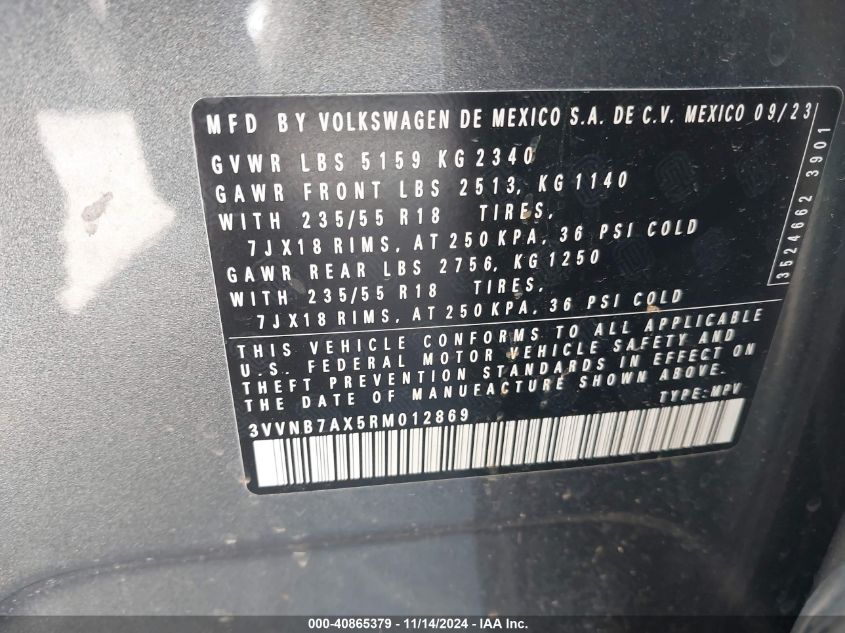 MFD BY VOLKSWAGEN DE MEXICO S.A. DE C.V. MEXICO 09/23
GVWR LBS 5159 KG 2340
GAWR FRONT LBS 2513, KG 1140
WITH 235/55 R18 TIRES,
7JX18 RIMS, AT 250 KPA, 36 PSI COLD
GAWR REAR LBS 2756, KG 1250
WITH 235/55 R18 TIRES,
7JX18 RIMS, AT 250 KPA, 36 PSI COLD
3524662 3901
THIS VEHICLE CONFORMS TO ALL APPLICABLE
U.S. FEDERAL MOTOR VEHICLE SAFETY AND
THEFT PREVENTION STANDARDS IN EFFECT ON
THE DATE OF MANUFACTURE SHOWN ABOVE.
TYPE: MPV
3VVNB7AX5RM012869
000-40865379 - 11/14/2024 - IAA Inc.